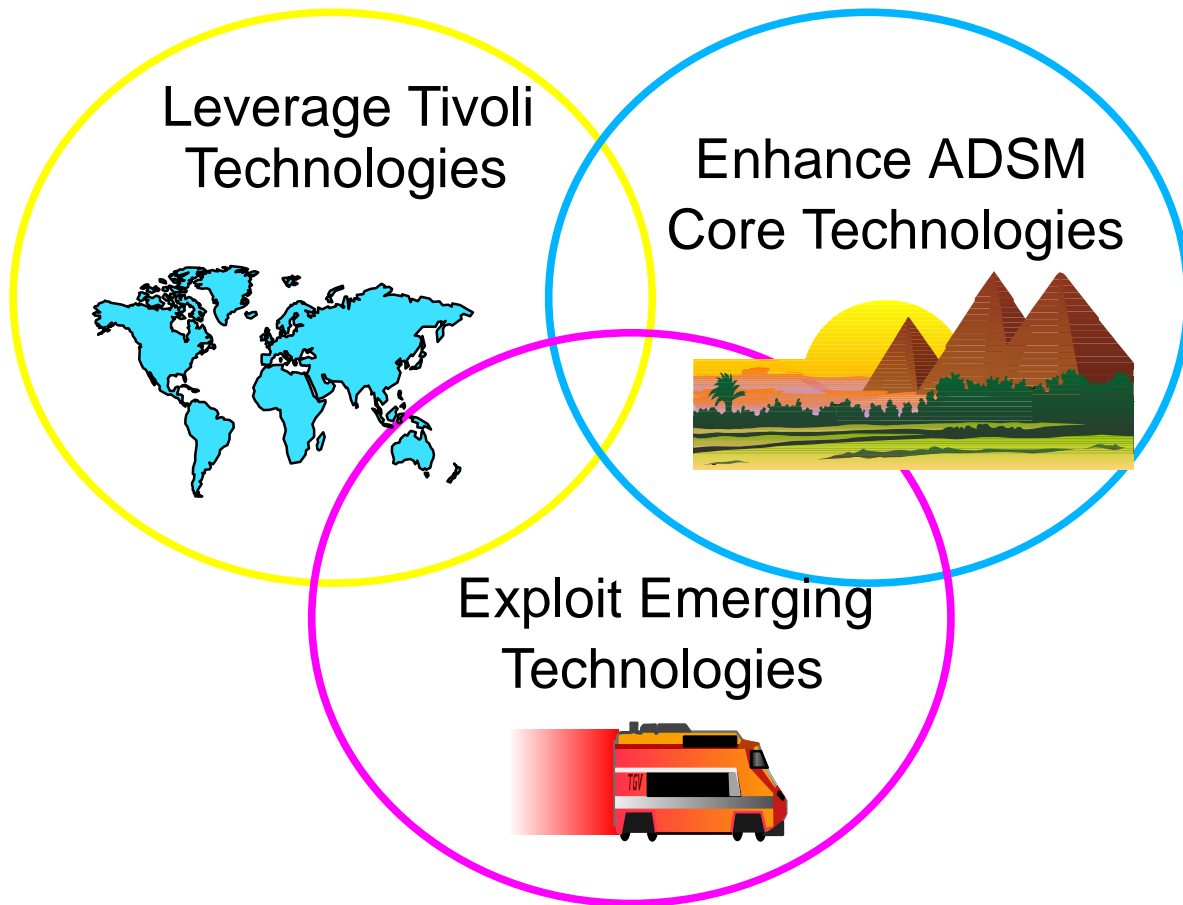 Leverage Tivoli
Technologies
Enhance ADSM
Core Technologies
Exploit Emerging
Technologies
TGV